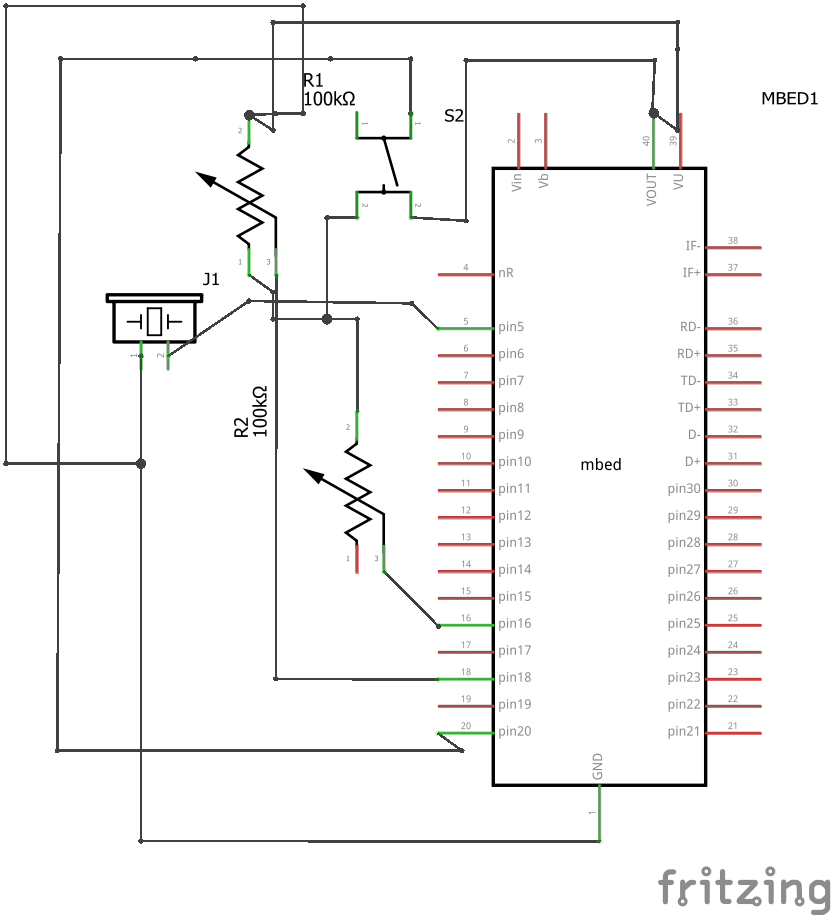 R1
100kΩ
S2
MBED1
2
1
1
2
3
40
39
Vin
Vb
VOUT
VU
2
2
IF-
38
1
3
4
nR
IF+
37
J1
5
pin5
RD-
36
1
2
6
pin6
RD+
35
7
pin7
TD-
34
8
pin8
TD+
33
R2
100kΩ
2
9
pin9
D-
32
10
pin10
mbed
D+
31
11
pin11
pin30
30
12
pin12
pin29
29
13
pin13
pin28
28
1
3
14
pin14
pin27
27
15
pin15
pin26
26
16
pin16
pin25
25
17
pin17
pin24
24
18
pin18
pin23
23
19
pin19
pin22
22
20
pin20
pin21
21
GND
1
fritzing